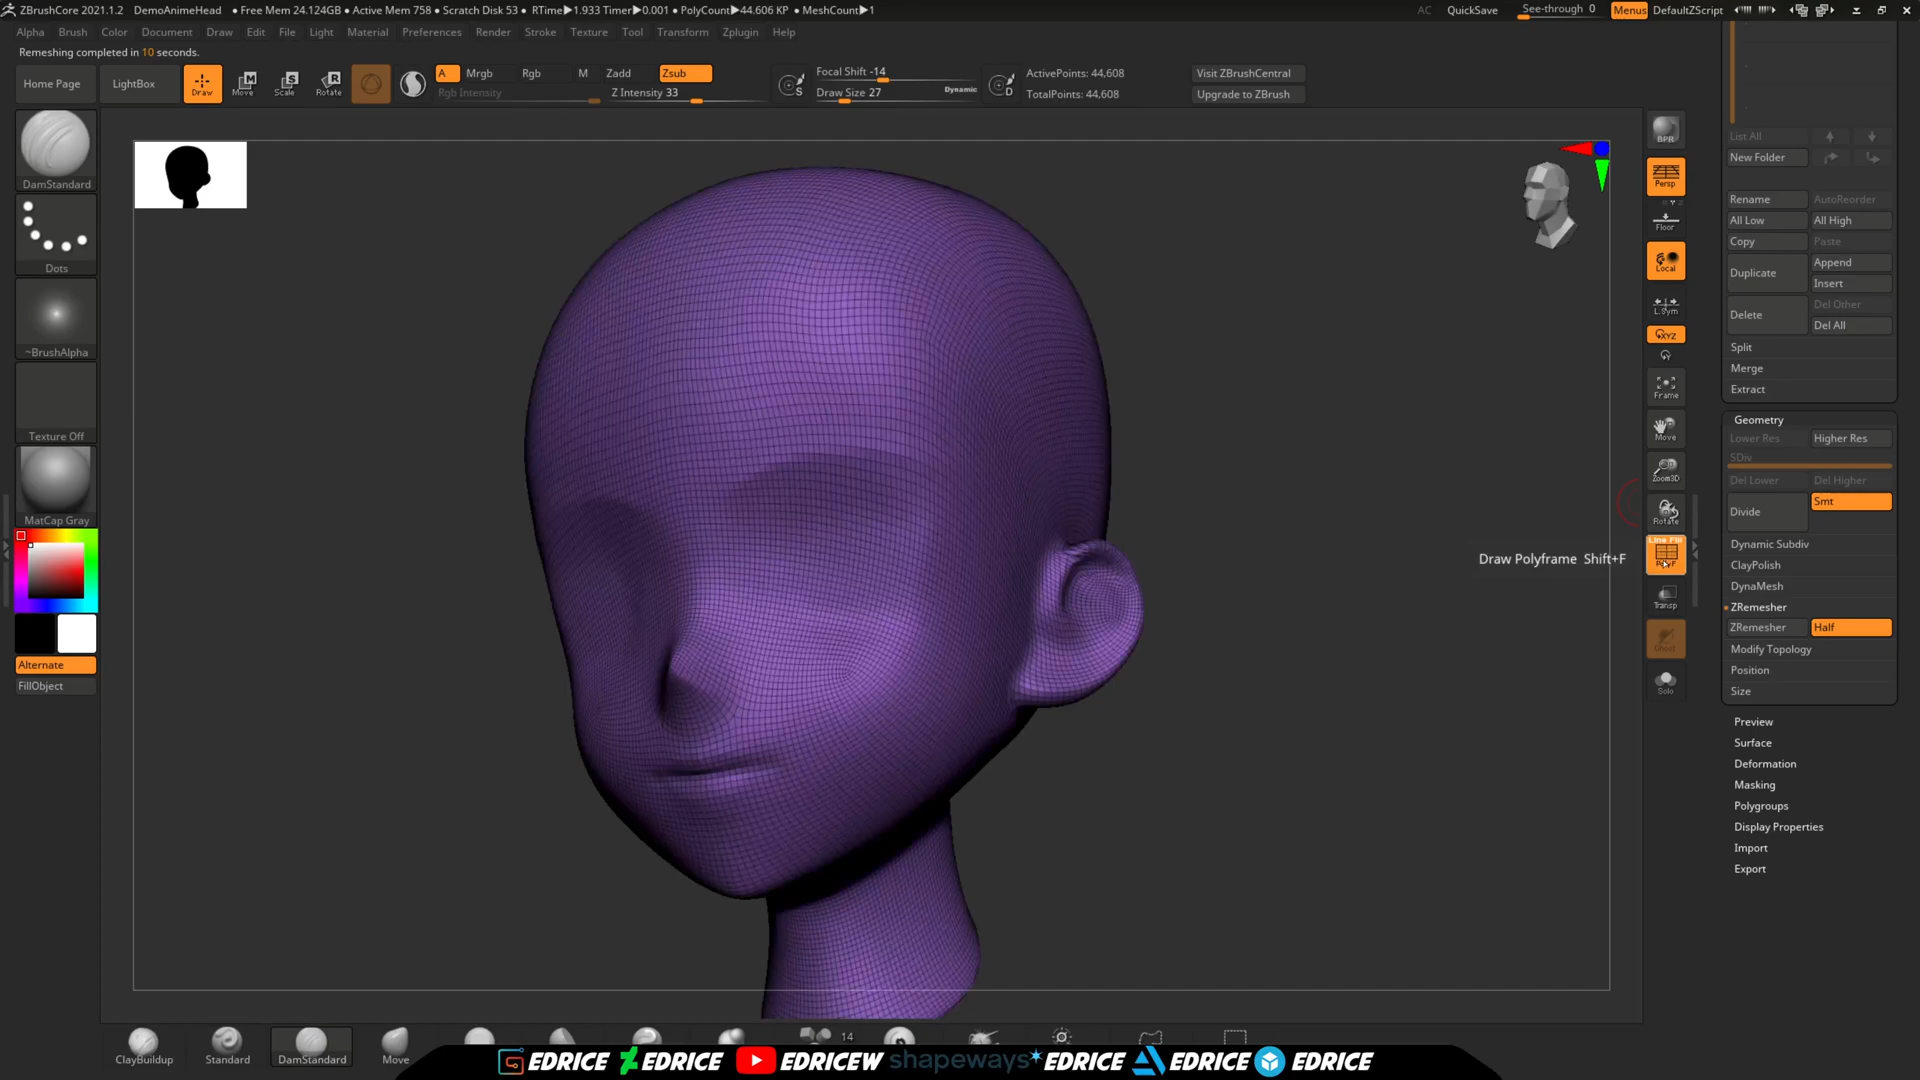 ZBrushCore 2021.1.2 DemoAnimeHead • Free Mem 24.124GB • Active Mem 758 • Scratch Disk 53 • RTime▶1.933 Timer▶0.001 • PolyCount▶44.606 KP • MeshCount▶1 AC QuickSave See-through 0 Menus DefaultZScript
Alpha Brush Color Document Draw Edit File Light Material Preferences Render Stroke Texture Tool Transform Zplugin Help
Remeshing completed in 10 seconds.
Home Page LightBox Draw Move Scale Rotate
A Mrgb Rgb M Zadd Zsub
Rgb Intensity Z Intensity 33
Focal Shift -14
Draw Size 27 Dynamic
ActivePoints: 44,608
TotalPoints: 44,608
Visit ZBrushCentral
Upgrade to ZBrush
DamStandard
Dots
~BrushAlpha
Texture Off
MatCap Gray
Alternate
FillObject
BPR
Persp
Floor
Local
L.Sym
XYZ
Y
Frame
Move
Zoom3D
Rotate
Line Fill
PolyF
Transp
Ghost
Solo
Draw Polyframe Shift+F
List All
New Folder
Rename AutoReorder
All Low All High
Copy Paste
Duplicate Append
Insert
Delete Del Other
Del All
Split
Merge
Extract
Geometry
Lower Res Higher Res
SDiv
Del Lower Del Higher
Divide Smt
Dynamic Subdiv
ClayPolish
DynaMesh
ZRemesher
ZRemesher Half
Modify Topology
Position
Size
Preview
Surface
Deformation
Masking
Polygroups
Display Properties
Import
Export
ClayBuildup Standard DamStandard Move 14
EDRICE EDRICE EDRICEW shapeways EDRICE EDRICE EDRICE